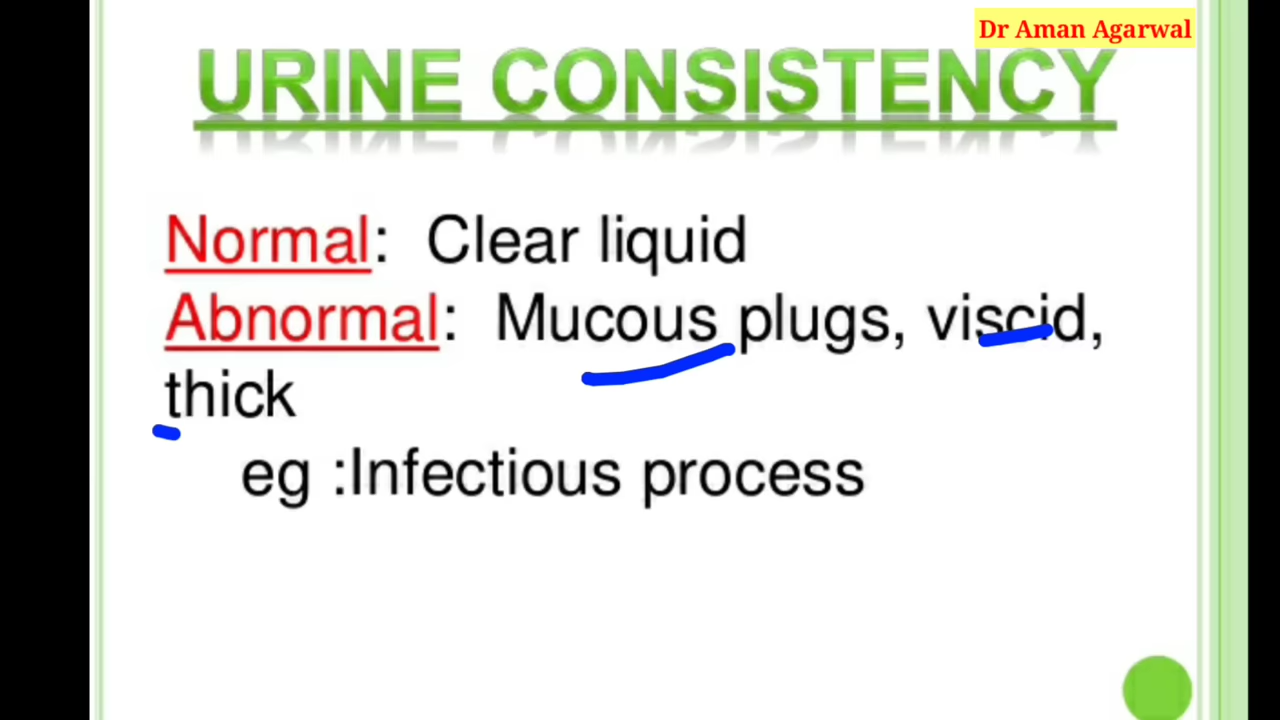 Dr Aman Agarwal
URINE CONSISTENCY
Normal: Clear liquid
Abnormal: Mucous plugs, viscid,
thick
eg :Infectious process